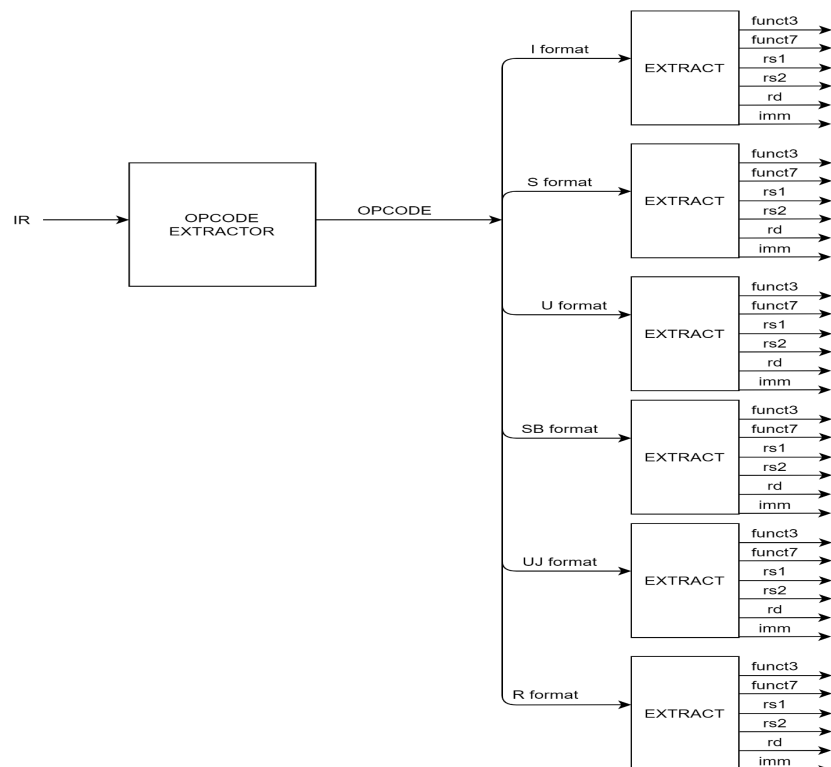 IR
OPCODE
EXTRACTOR
OPCODE
I format
EXTRACT
funct3
funct7
rs1
rs2
rd
imm
S format
EXTRACT
funct3
funct7
rs1
rs2
rd
imm
U format
EXTRACT
funct3
funct7
rs1
rs2
rd
imm
SB format
EXTRACT
funct3
funct7
rs1
rs2
rd
imm
UJ format
EXTRACT
funct3
funct7
rs1
rs2
rd
imm
R format
EXTRACT
funct3
funct7
rs1
rs2
rd
imm